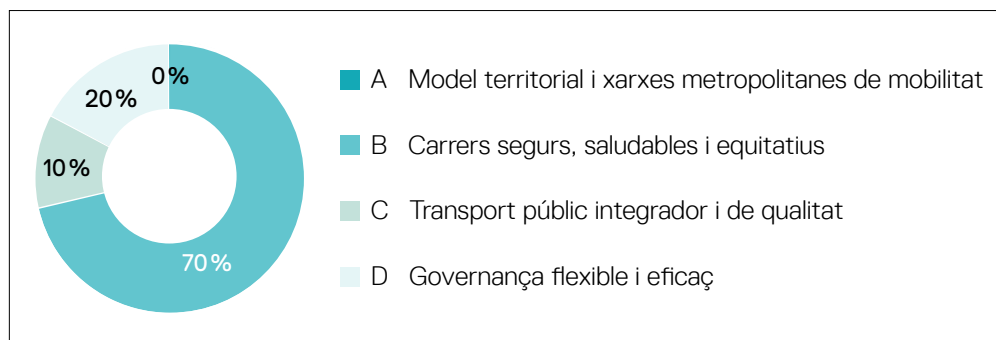 0 %
20 %
10 %
70 %
A Model territorial i xarxes metropolitanes de mobilitat
B Carrers segurs, saludables i equitatius
C Transport públic integrador i de qualitat
D Governança flexible i eficaç